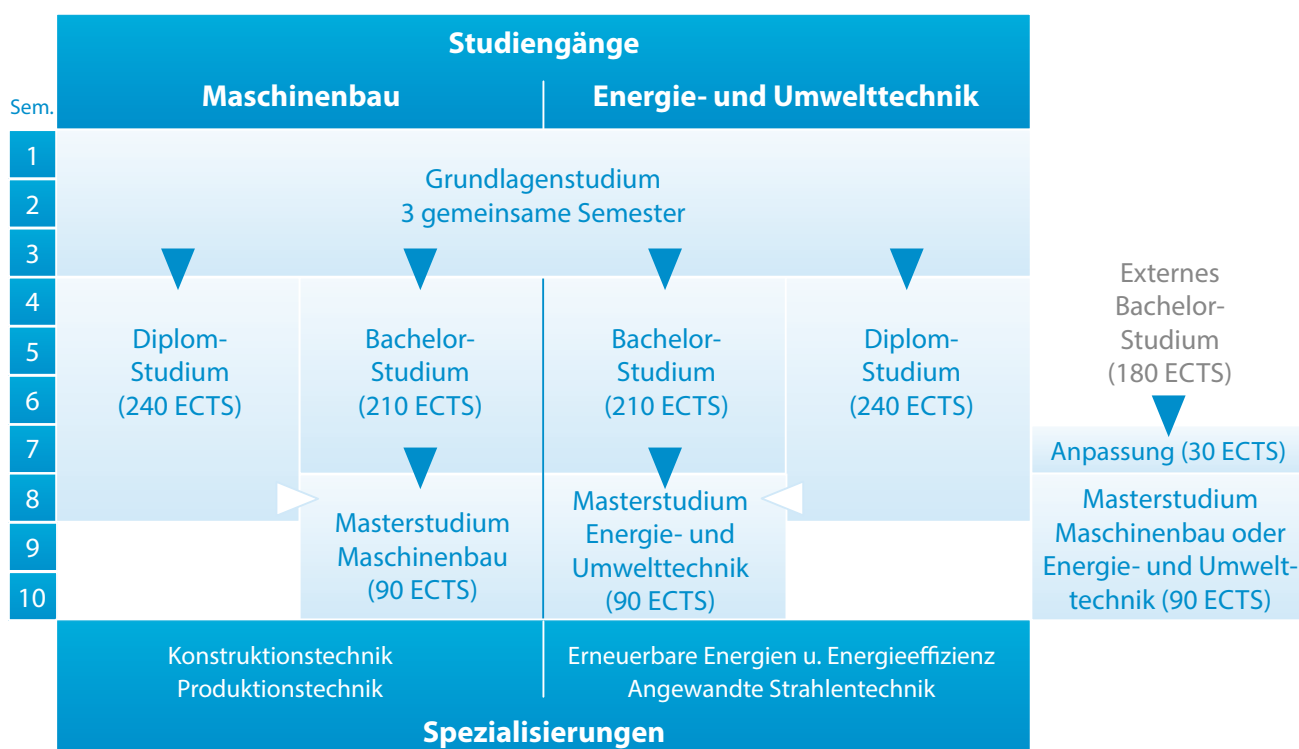 Studiengänge
Sem.
Maschinenbau
Energie- und Umwelttechnik
1
2
3
4
5
6
7
8
9
10
Grundlagenstudium
3 gemeinsame Semester
Diplom-
Studium
(240 ECTS)
Bachelor-
Studium
(210 ECTS)
Bachelor-
Studium
(210 ECTS)
Diplom-
Studium
(240 ECTS)
Externes
Bachelor-
Studium
(180 ECTS)
Anpassung (30 ECTS)
Masterstudium
Maschinenbau
(90 ECTS)
Masterstudium
Energie- und
Umwelttechnik
(90 ECTS)
Masterstudium
Maschinenbau oder
Energie- und Umwelt-
technik (90 ECTS)
Konstruktionstechnik
Produktionstechnik
Erneuerbare Energien u. Energieeffizienz
Angewandte Strahlentechnik
Spezialisierungen